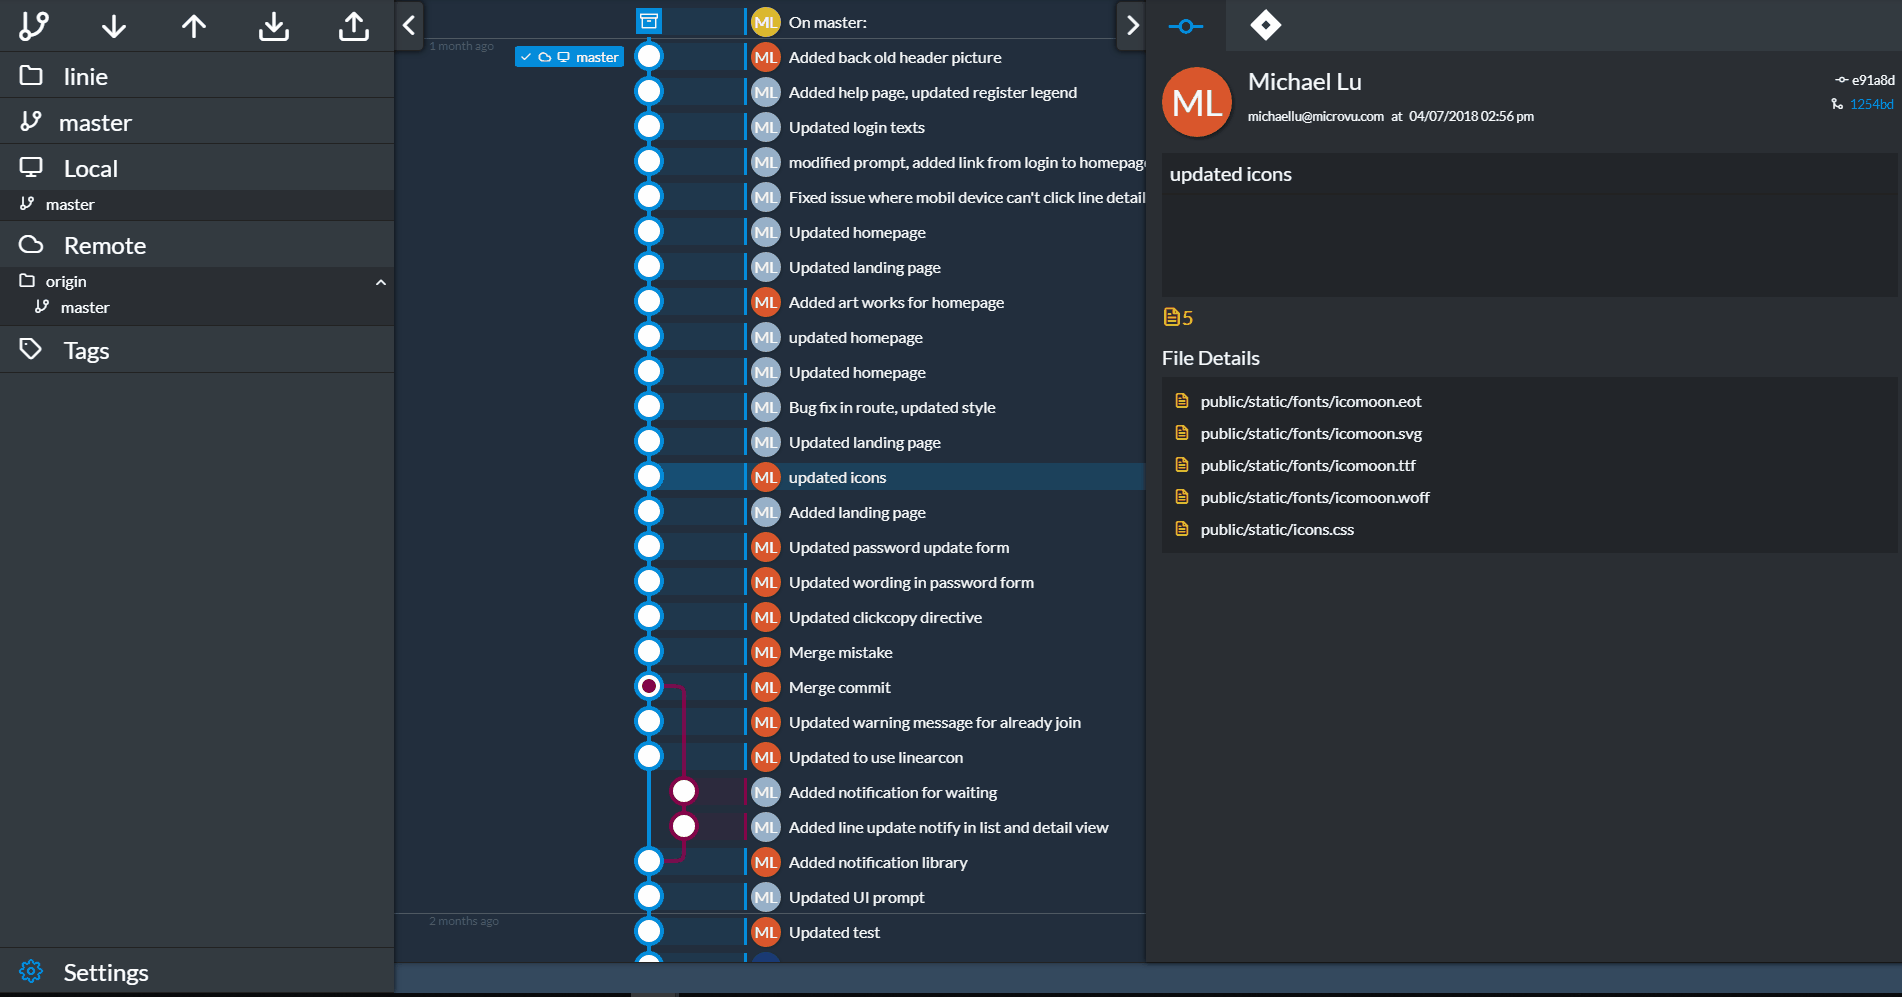 linie
master
Local
master
Remote
origin
master
Tags
Settings
ML On master:
1 month ago
master
ML Added back old header picture
ML Added help page, updated register legend
ML Updated login texts
ML modified prompt, added link from login to homepage
ML Fixed issue where mobil device can't click line detail
ML Updated homepage
ML Updated landing page
ML Added art works for homepage
ML updated homepage
ML Updated homepage
ML Bug fix in route, updated style
ML Updated landing page
ML updated icons
ML Added landing page
ML Updated password update form
ML Updated wording in password form
ML Updated clickcopy directive
ML Merge mistake
ML Merge commit
ML Updated warning message for already join
ML Updated to use linearcon
ML Added notification for waiting
ML Added line update notify in list and detail view
ML Added notification library
ML Updated UI prompt
2 months ago
ML Updated test
ML
Michael Lu
e91a8d
1254bd
michaellu@microvu.com at 04/07/2018 02:56 pm
updated icons
5
File Details
public/static/fonts/icomoon.eot
public/static/fonts/icomoon.svg
public/static/fonts/icomoon.ttf
public/static/fonts/icomoon.woff
public/static/icons.css